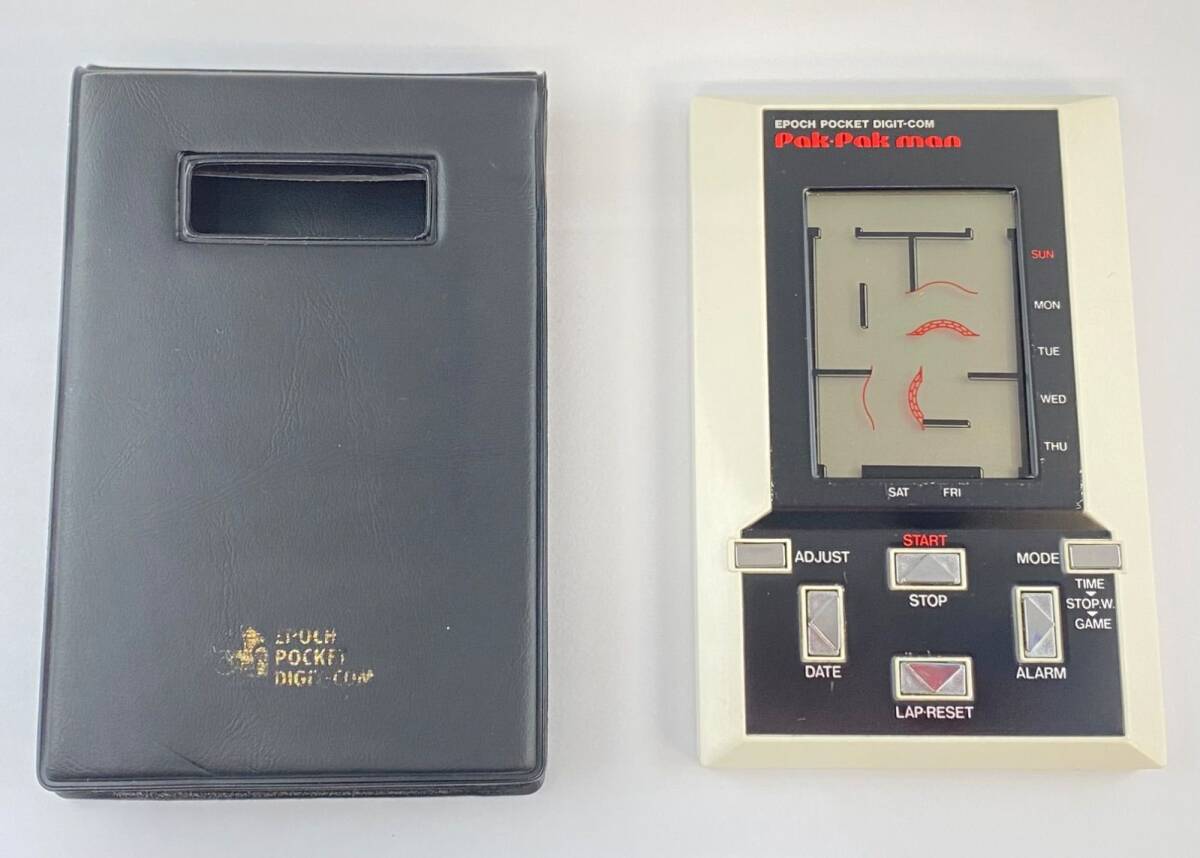 EPOCH
POCKET
DIGIT-COM
EPOCH POCKET DIGIT-COM
Pak·Pak man
SUN
MON
TUE
WED
THU
SAT FRI
ADJUST
START
STOP
MODE
TIME
STOP.W.
GAME
DATE
ALARM
LAP·RESET